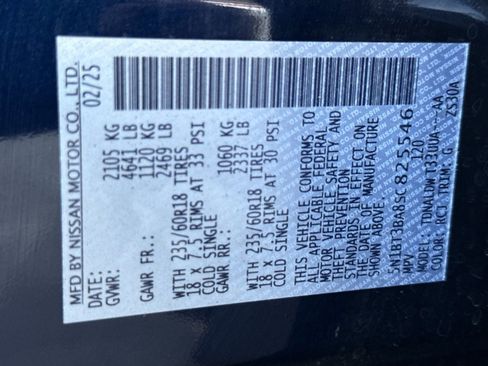 MFD BY NISSAN MOTOR CO., LTD.
DATE: 02/25
GVWR: 2105 KG
4641 LB
GAWR FR.: 1120 KG
2469 LB
WITH 235/60R18 TIRES
18 x 7.5 RIMS AT 33 PSI
COLD SINGLE
GAWR RR.: 1060 KG
2337 LB
WITH 235/60R18 TIRES
18 x 7.5 RIMS AT 30 PSI
COLD SINGLE
THIS VEHICLE CONFORMS TO
ALL APPLICABLE FEDERAL
MOTOR VEHICLE SAFETY AND
THEFT PREVENTION
STANDARDS IN EFFECT ON
THE DATE OF MANUFACTURE
SHOWN ABOVE.
5N1BT3BA8SC825546
MPV 120
MODEL:
COLOR: RCJ TRIM: G ZS30A